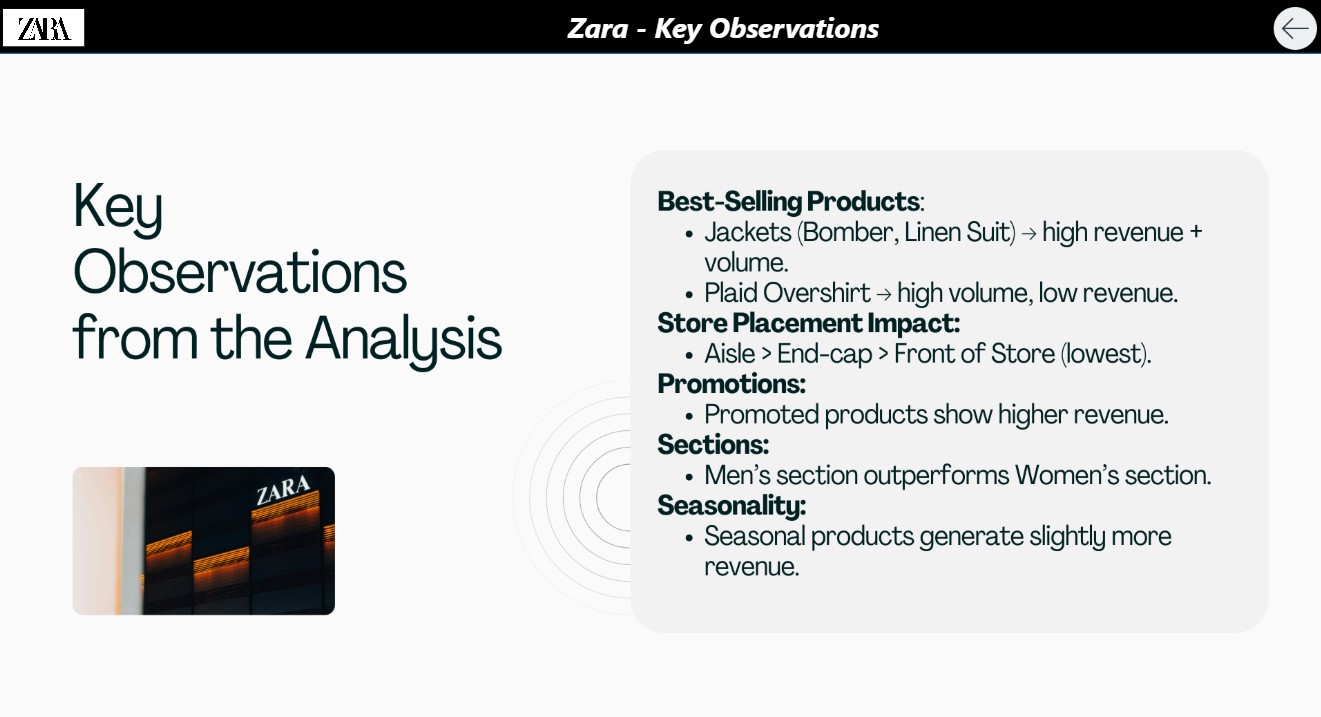 ZARA
Zara - Key Observations
Key
Observations
from the Analysis
ZARA
Best-Selling Products:
• Jackets (Bomber, Linen Suit) → high revenue +
volume.
• Plaid Overshirt → high volume, low revenue.
Store Placement Impact:
• Aisle > End-cap > Front of Store (lowest).
Promotions:
• Promoted products show higher revenue.
Sections:
• Men’s section outperforms Women’s section.
Seasonality:
• Seasonal products generate slightly more
revenue.